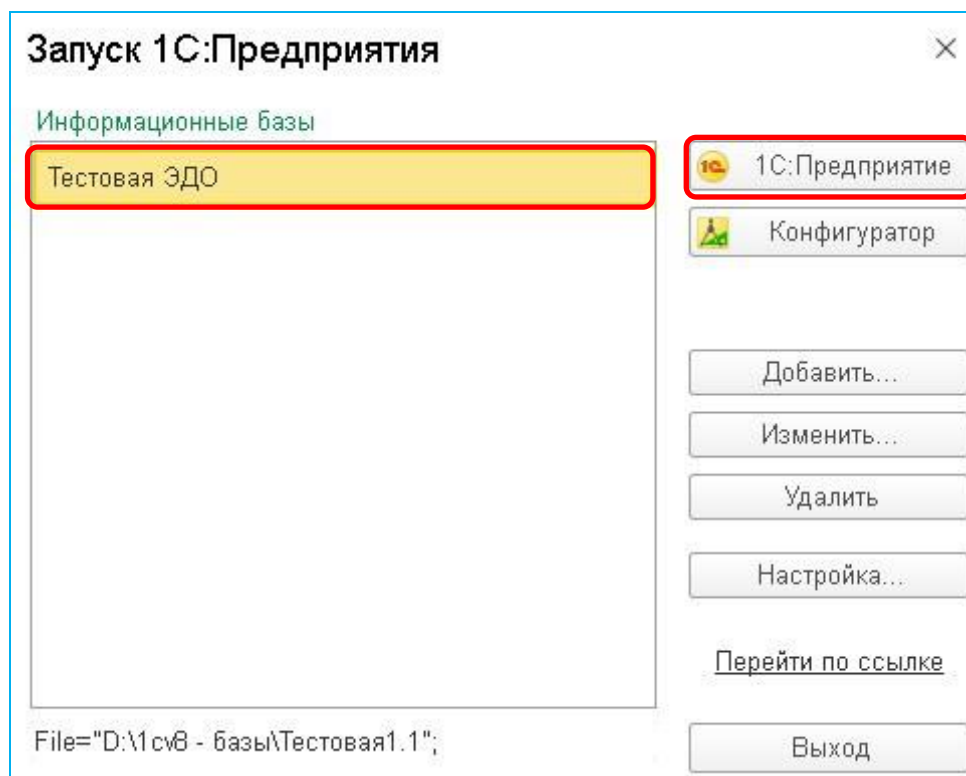 Запуск 1С:Предприятия
Информационные базы
Тестовая ЭДО
1С:Предприятие
Конфигуратор
Добавить...
Изменить...
Удалить
Настройка...
Перейти по ссылке
File="D:\1cv8 - базы\Тестовая1.1";
Выход